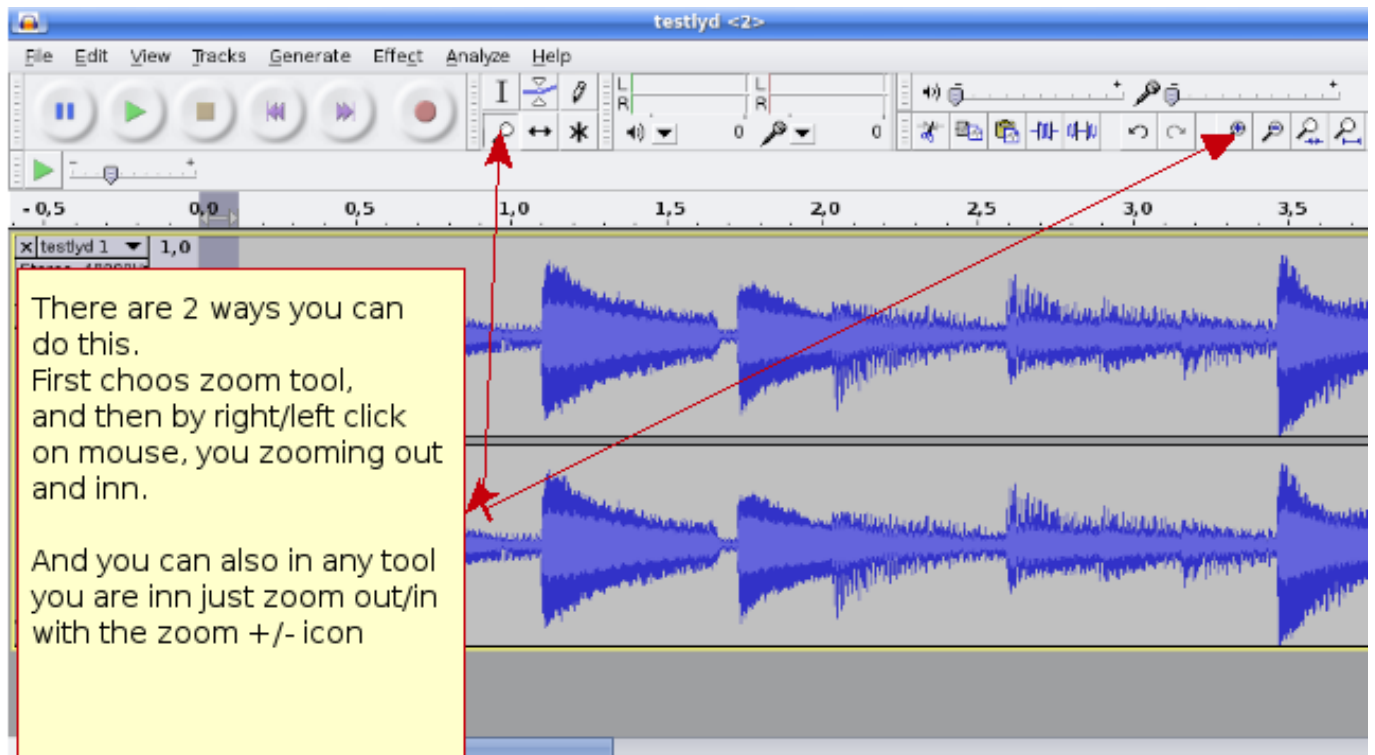 testlyd <2>
File Edit View Tracks Generate Effect Analyze Help
L
R
L
R
0
0
- 0,5 0,0 0,5 1,0 1,5 2,0 2,5 3,0 3,5
testlyd 1 1,0
There are 2 ways you can
do this.
First choos zoom tool,
and then by right/left click
on mouse, you zooming out
and inn.
And you can also in any tool
you are inn just zoom out/in
with the zoom +/- icon